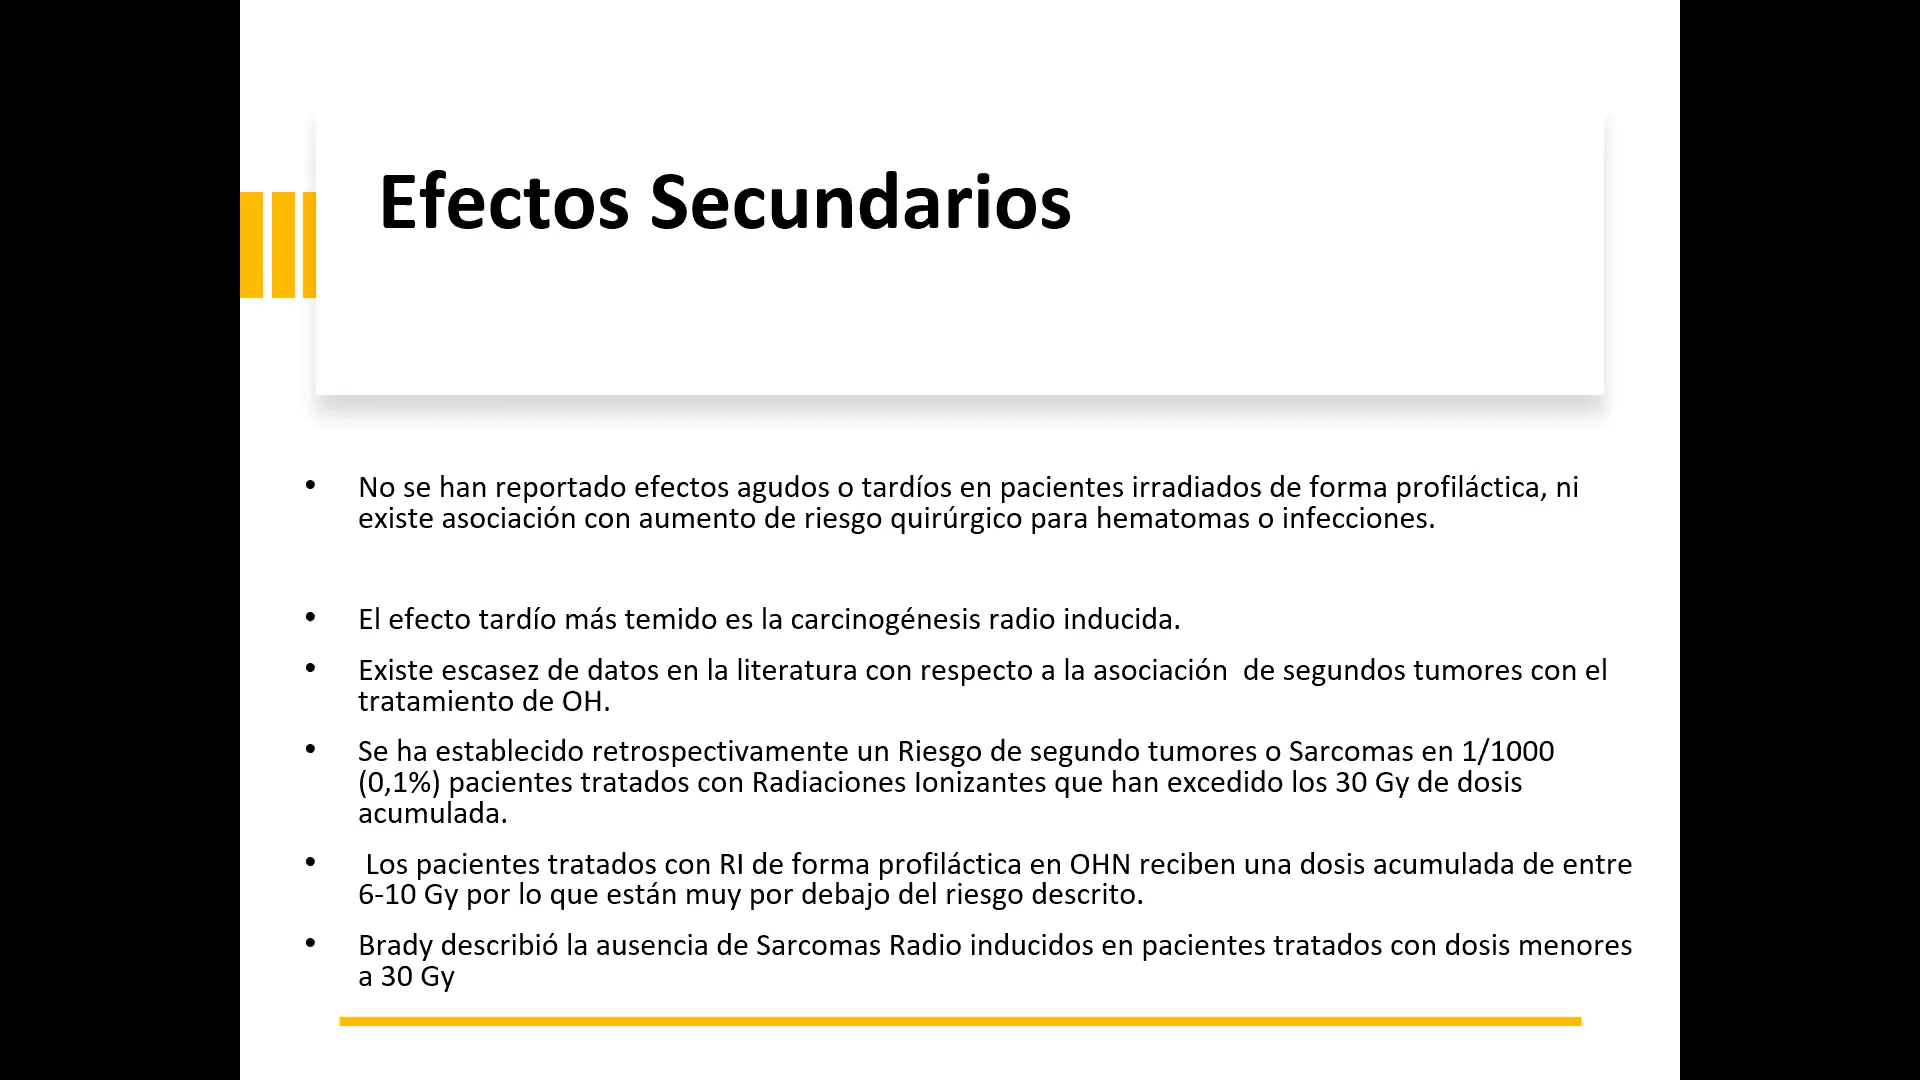 Efectos Secundarios
• No se han reportado efectos agudos o tardíos en pacientes irradiados de forma profiláctica, ni
existe asociación con aumento de riesgo quirúrgico para hematomas o infecciones.
• El efecto tardío más temido es la carcinogénesis radio inducida.
• Existe escasez de datos en la literatura con respecto a la asociación  de segundos tumores con el
tratamiento de OH.
• Se ha establecido retrospectivamente un Riesgo de segundo tumores o Sarcomas en 1/1000
(0,1%) pacientes tratados con Radiaciones Ionizantes que han excedido los 30 Gy de dosis
acumulada.
• Los pacientes tratados con RI de forma profiláctica en OHN reciben una dosis acumulada de entre
6-10 Gy por lo que están muy por debajo del riesgo descrito.
• Brady describió la ausencia de Sarcomas Radio inducidos en pacientes tratados con dosis menores
a 30 Gy